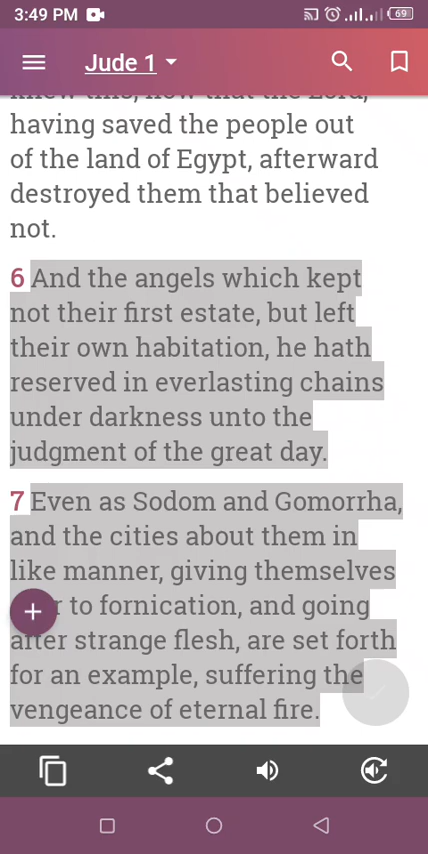 3:49 PM
69
Jude 1
having saved the people out
of the land of Egypt, afterward
destroyed them that believed
not.
6 And the angels which kept
not their first estate, but left
their own habitation, he hath
reserved in everlasting chains
under darkness unto the
judgment of the great day.
7 Even as Sodom and Gomorrha,
and the cities about them in
like manner, giving themselves
to fornication, and going
after strange flesh, are set forth
for an example, suffering the
vengeance of eternal fire.